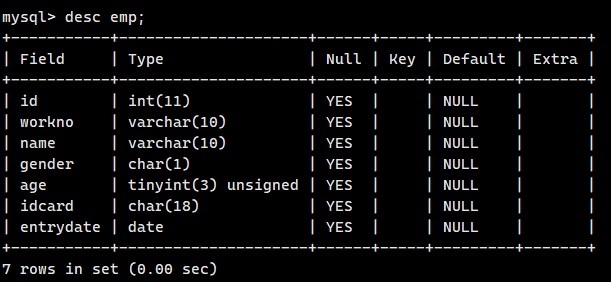 mysql> desc emp;
+-----------+---------------------+------+-----+---------+-------+
| Field     | Type                | Null | Key | Default | Extra |
+-----------+---------------------+------+-----+---------+-------+
| id        | int(11)             | YES  |     | NULL    |       |
| workno    | varchar(10)         | YES  |     | NULL    |       |
| name      | varchar(10)         | YES  |     | NULL    |       |
| gender    | char(1)             | YES  |     | NULL    |       |
| age       | tinyint(3) unsigned | YES  |     | NULL    |       |
| idcard    | char(18)            | YES  |     | NULL    |       |
| entrydate | date                | YES  |     | NULL    |       |
+-----------+---------------------+------+-----+---------+-------+
7 rows in set (0.00 sec)